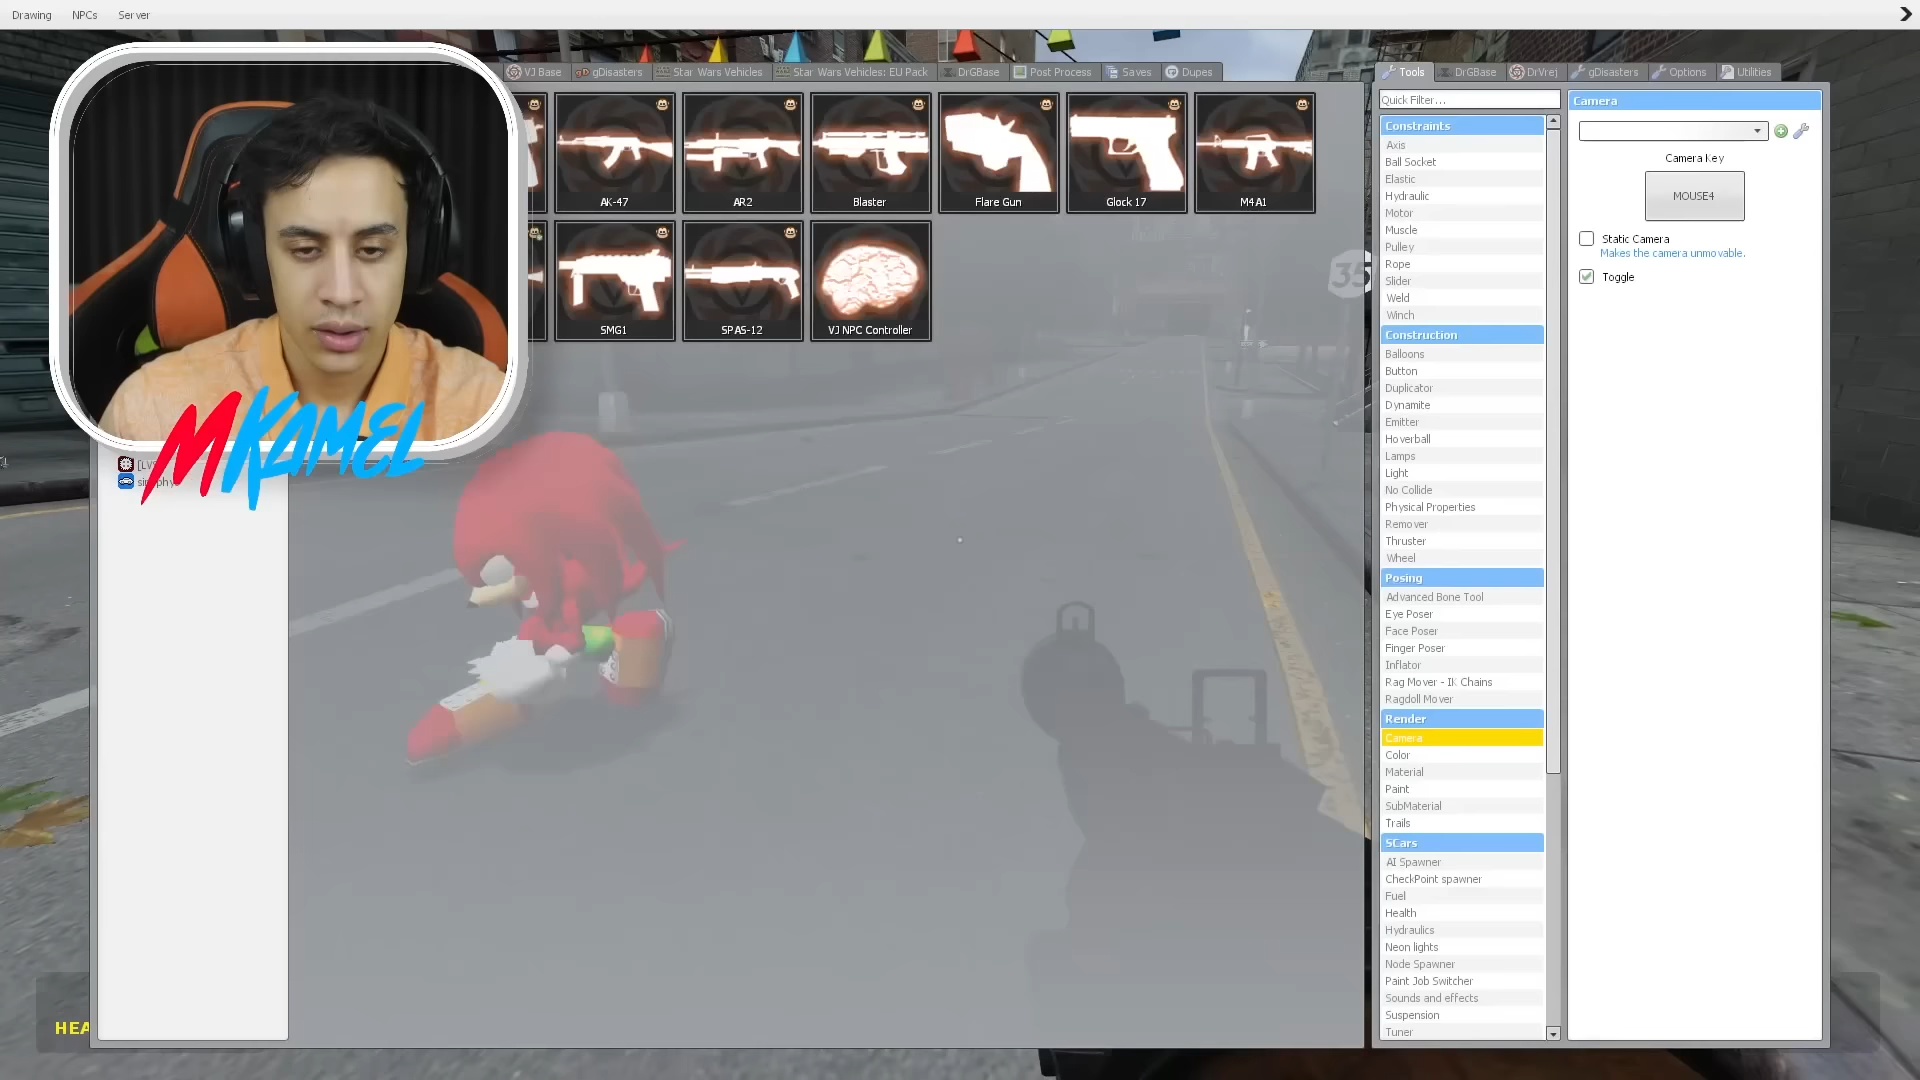 Drawing NPCs Server
VJ Base gDisasters Star Wars Vehicles Star Wars Vehicles: EU Pack DrGBase Post Process Saves Dupes
AK-47 AR2 Blaster Flare Gun Glock 17 M4A1
SMG1 SPAS-12 VJ NPC Controller
MKAMEL
35
HEA
Tools DrGBase DrVrej gDisasters Options Utilities
Quick Filter...
Constraints
Axis
Ball Socket
Elastic
Hydraulic
Motor
Muscle
Pulley
Rope
Slider
Weld
Winch
Construction
Balloons
Button
Duplicator
Dynamite
Emitter
Hoverball
Lamps
Light
No Collide
Physical Properties
Remover
Thruster
Wheel
Posing
Advanced Bone Tool
Eye Poser
Face Poser
Finger Poser
Inflator
Rag Mover - IK Chains
Ragdoll Mover
Render
Camera
Color
Material
Paint
SubMaterial
Trails
SCars
AI Spawner
CheckPoint spawner
Fuel
Health
Hydraulics
Neon lights
Node Spawner
Paint Job Switcher
Sounds and effects
Suspension
Tuner
Camera
Camera Key
MOUSE4
Static Camera
Makes the camera unmovable.
Toggle